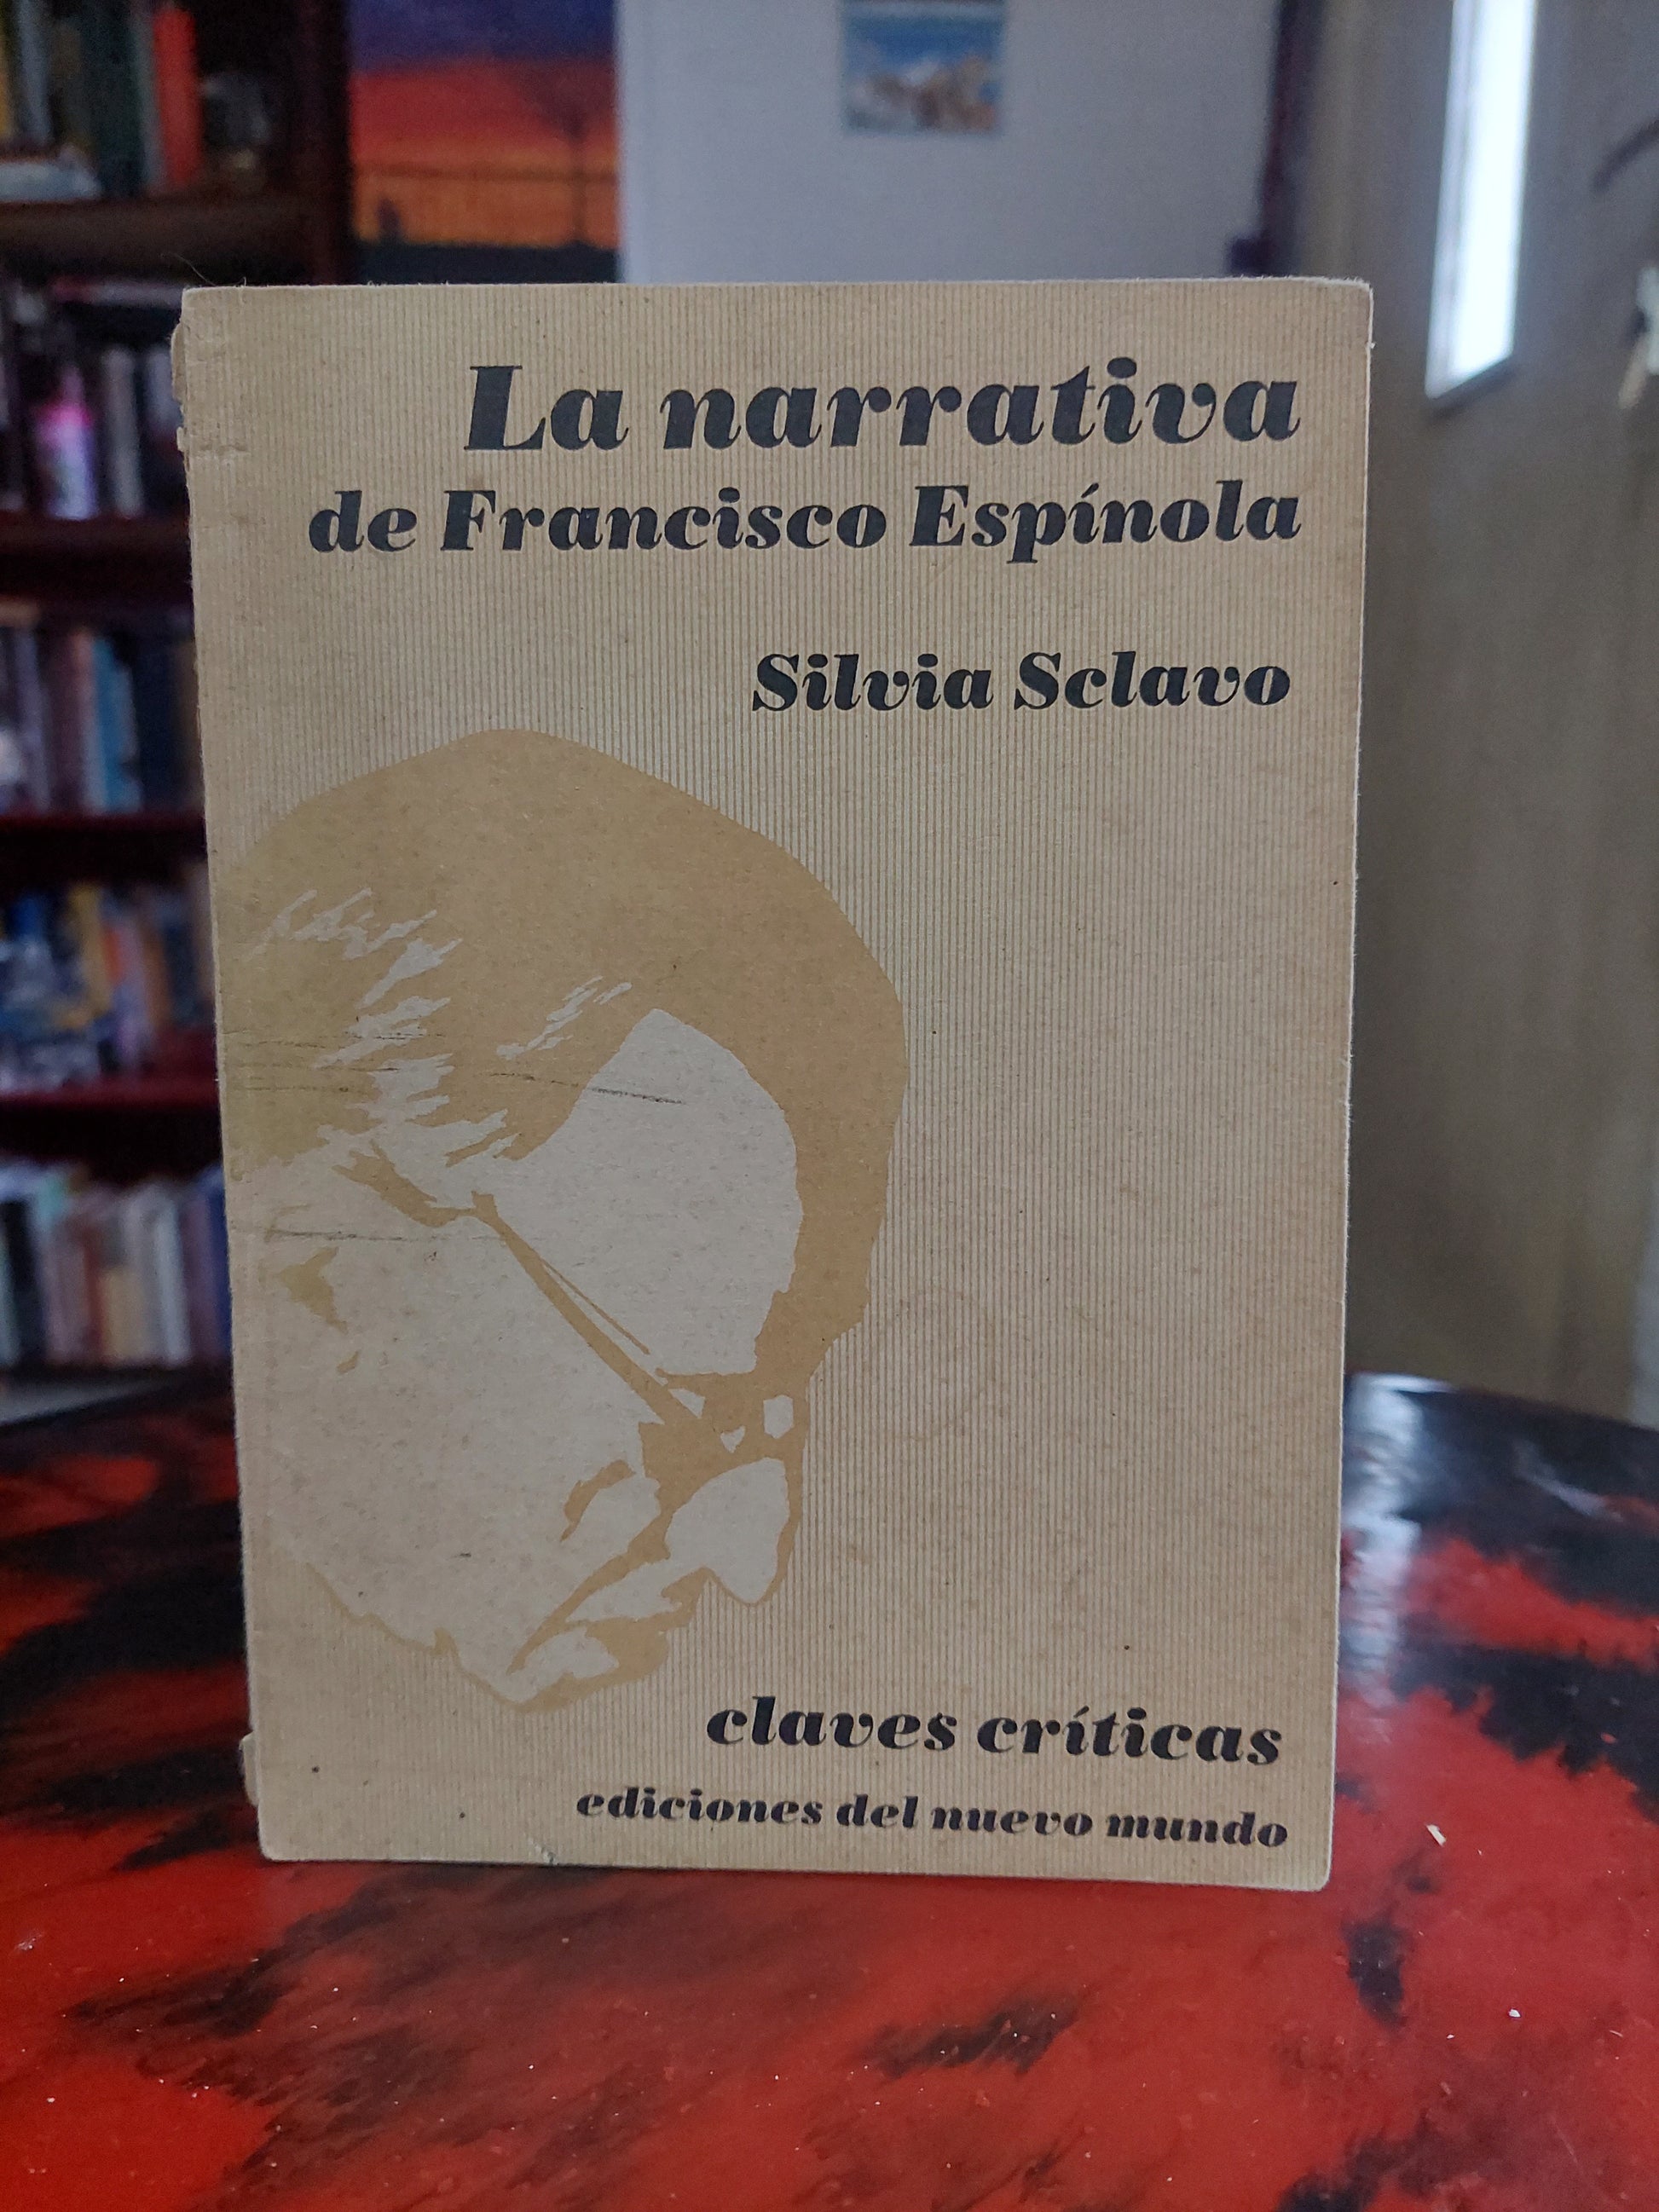 La narrativa
de Francisco Espínola
Silvia Sclavo
claves críticas
ediciones del nuevo mundo